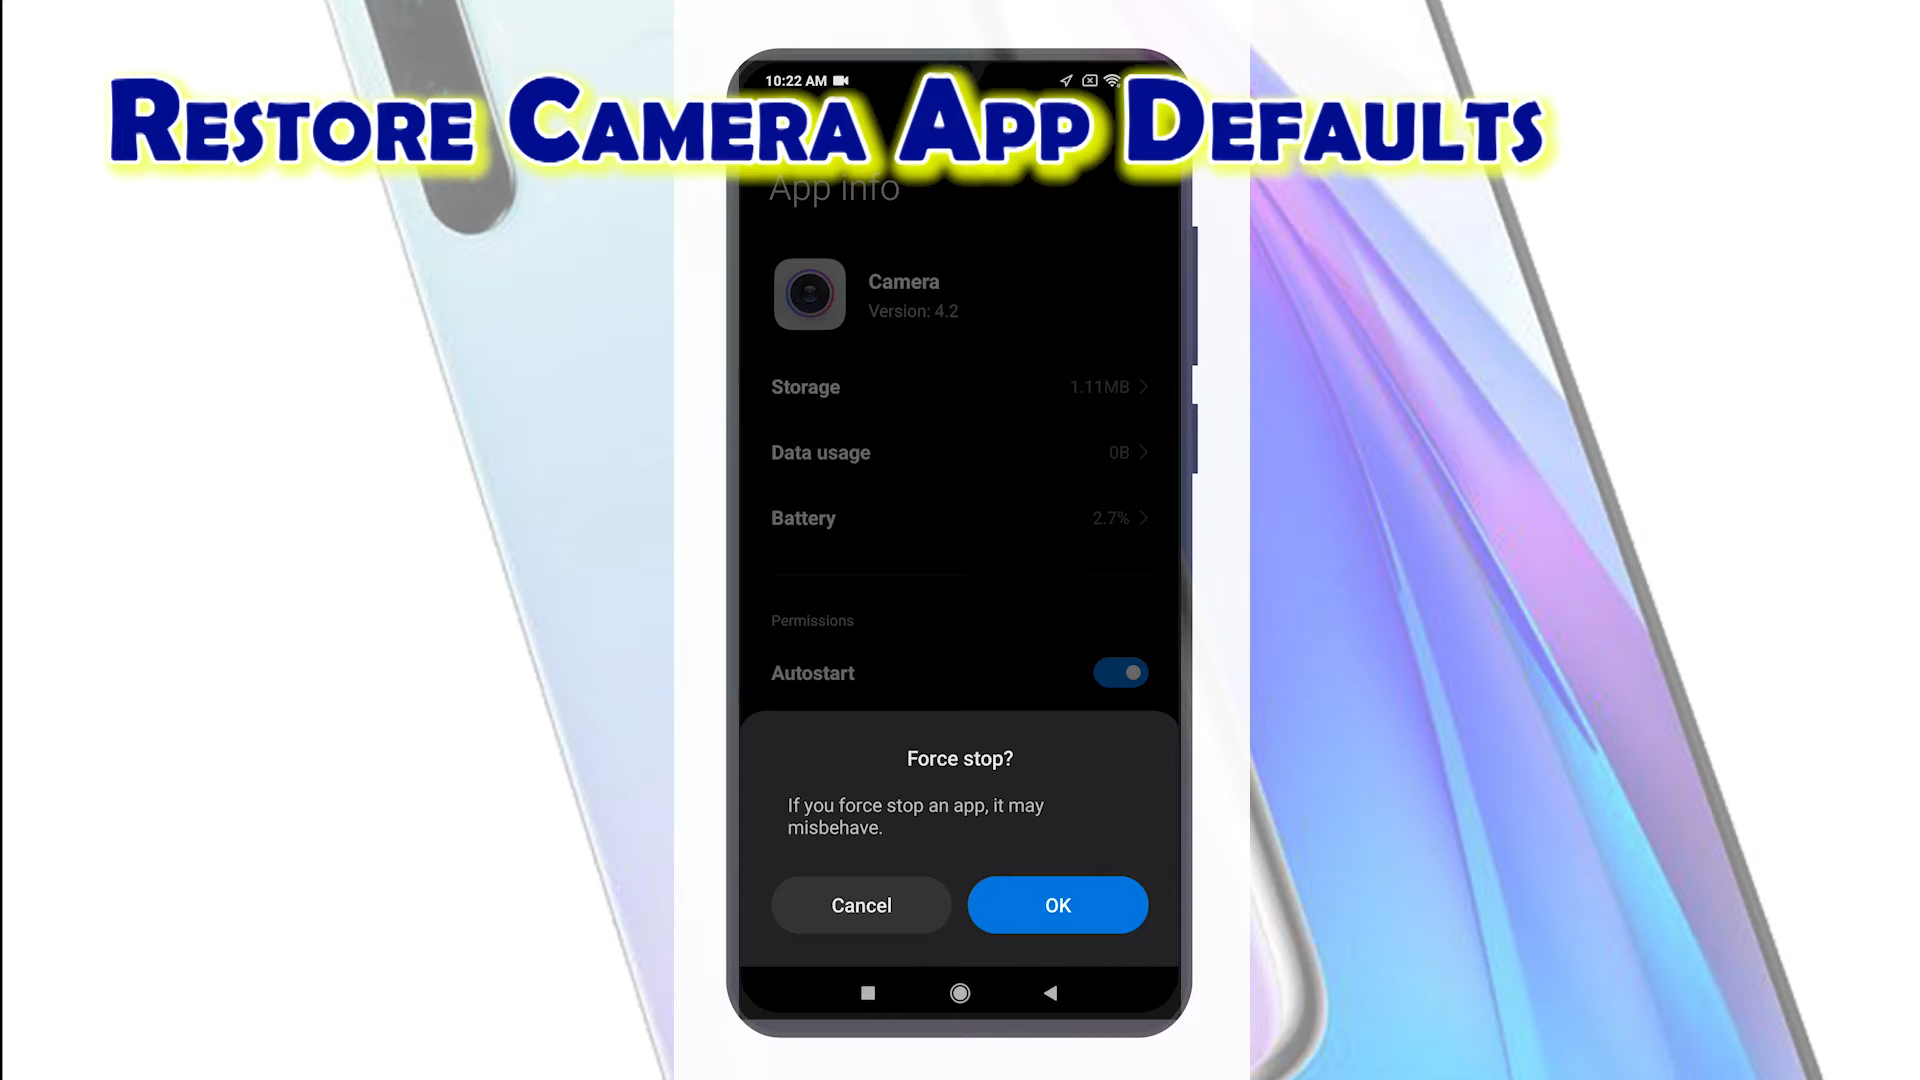 10:22 AM
Restore Camera App Defaults
App info
Camera
Version: 4.2
Storage 1.11MB
Data usage 0B
Battery 2.7%
Permissions
Autostart
Force stop?
If you force stop an app, it may
misbehave.
Cancel OK